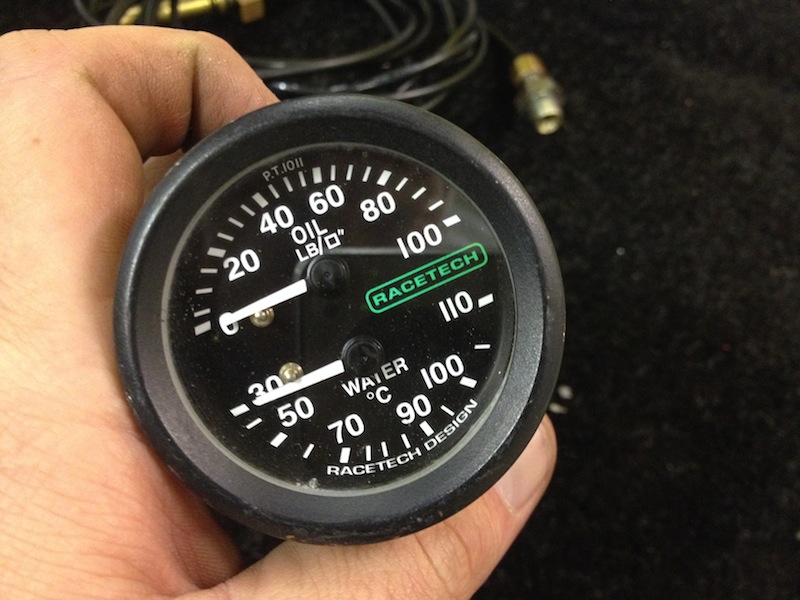 P.T.1011
0 20 40 60 80 100
OIL
LB/□"
RACETECH
30 50 70 90 100 110
WATER
°C
RACETECH DESIGN